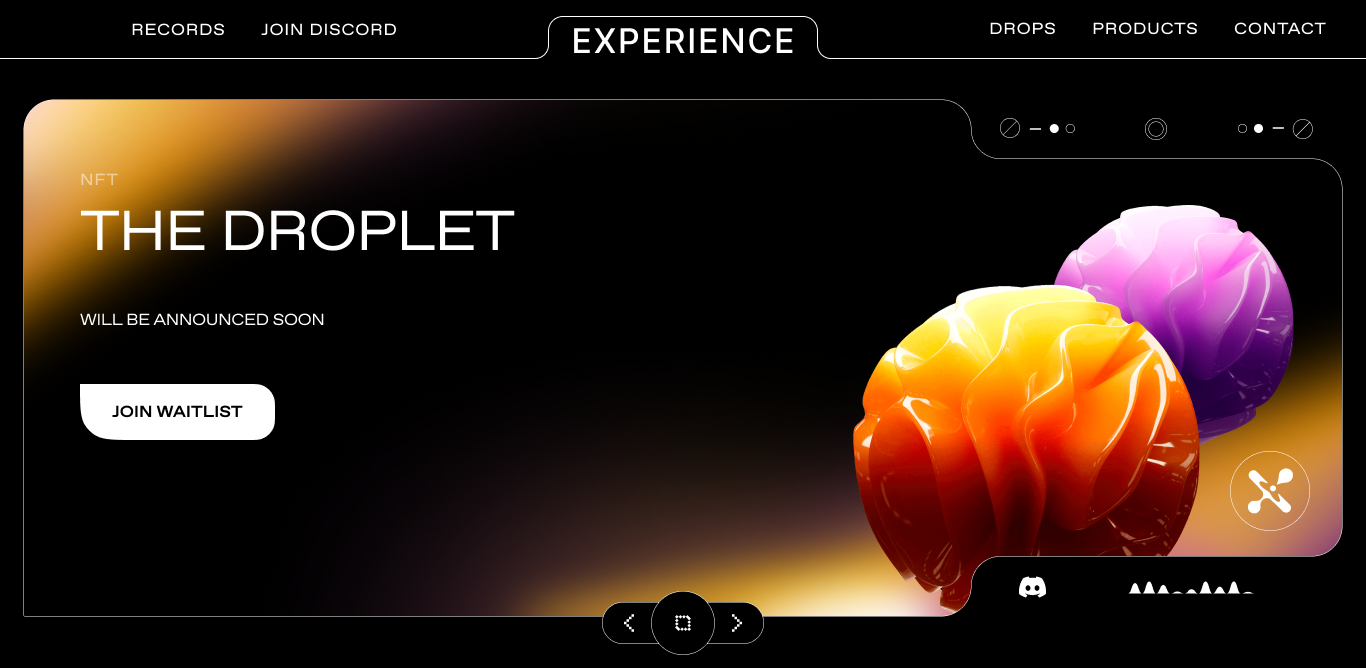 RECORDS
JOIN DISCORD
EXPERIENCE
DROPS
PRODUCTS
CONTACT
NFT
THE DROPLET
WILL BE ANNOUNCED SOON
JOIN WAITLIST